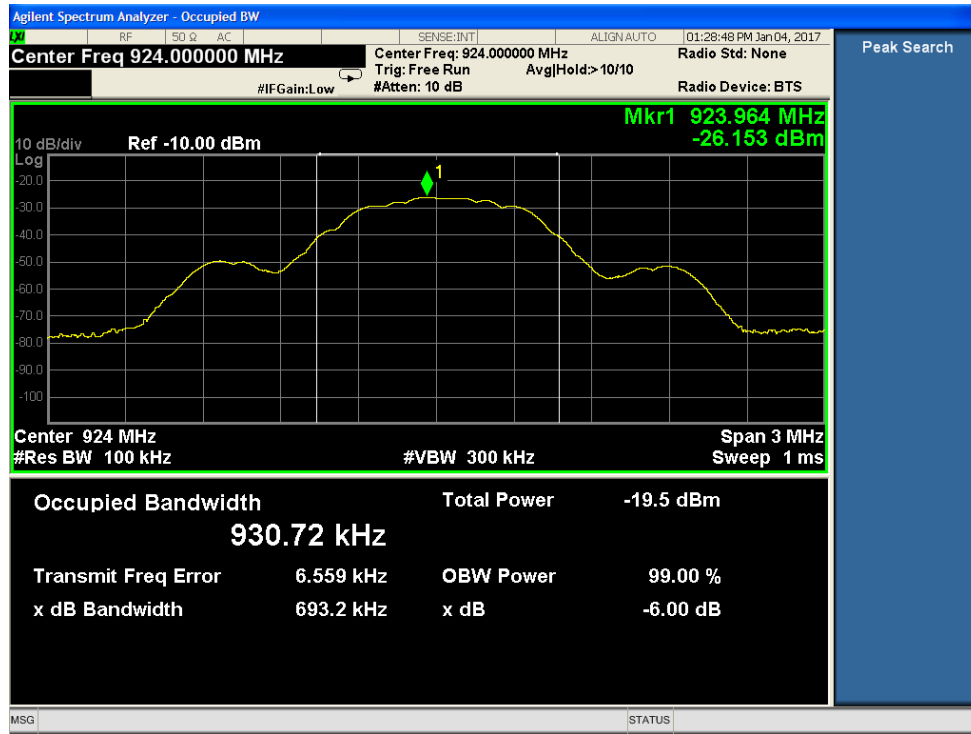 Agilent Spectrum Analyzer - Occupied BW
LXI RF 50 Ω AC SENSE:INT ALIGN AUTO 01:28:48 PM Jan 04, 2017
Center Freq 924.000000 MHz
Center Freq: 924.000000 MHz
Radio Std: None
Trig: Free Run Avg|Hold:>10/10
#IFGain:Low
#Atten: 10 dB
Radio Device: BTS
Peak Search
Mkr1 923.964 MHz
-26.153 dBm
10 dB/div Ref -10.00 dBm
Log
1
-20.0
-30.0
-40.0
-50.0
-60.0
-70.0
-80.0
-90.0
-100
Center 924 MHz Span 3 MHz
#Res BW 100 kHz #VBW 300 kHz Sweep 1 ms
Occupied Bandwidth Total Power -19.5 dBm
930.72 kHz
Transmit Freq Error 6.559 kHz OBW Power 99.00 %
x dB Bandwidth 693.2 kHz x dB -6.00 dB
MSG STATUS